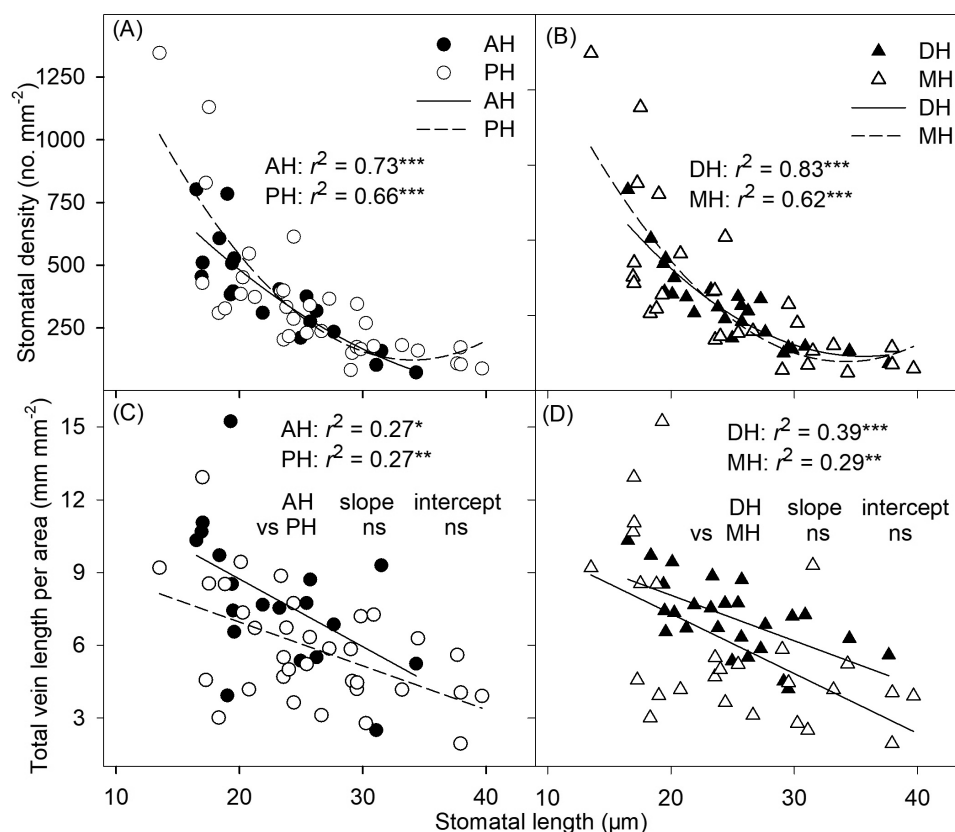 (A)
AH
PH
AH
PH
AH: r² = 0.73***
PH: r² = 0.66***
Stomatal density (no. mm⁻²)
1250
1000
750
500
250
(B)
DH
MH
DH
MH
DH: r² = 0.83***
MH: r² = 0.62***
(C)
AH: r² = 0.27*
PH: r² = 0.27**
AH slope intercept
vs PH ns ns
Total vein length per area (mm mm⁻²)
15
12
9
6
3
10 20 30 40
(D)
DH: r² = 0.39***
MH: r² = 0.29**
DH slope intercept
vs MH ns ns
10 20 30 40
Stomatal length (μm)